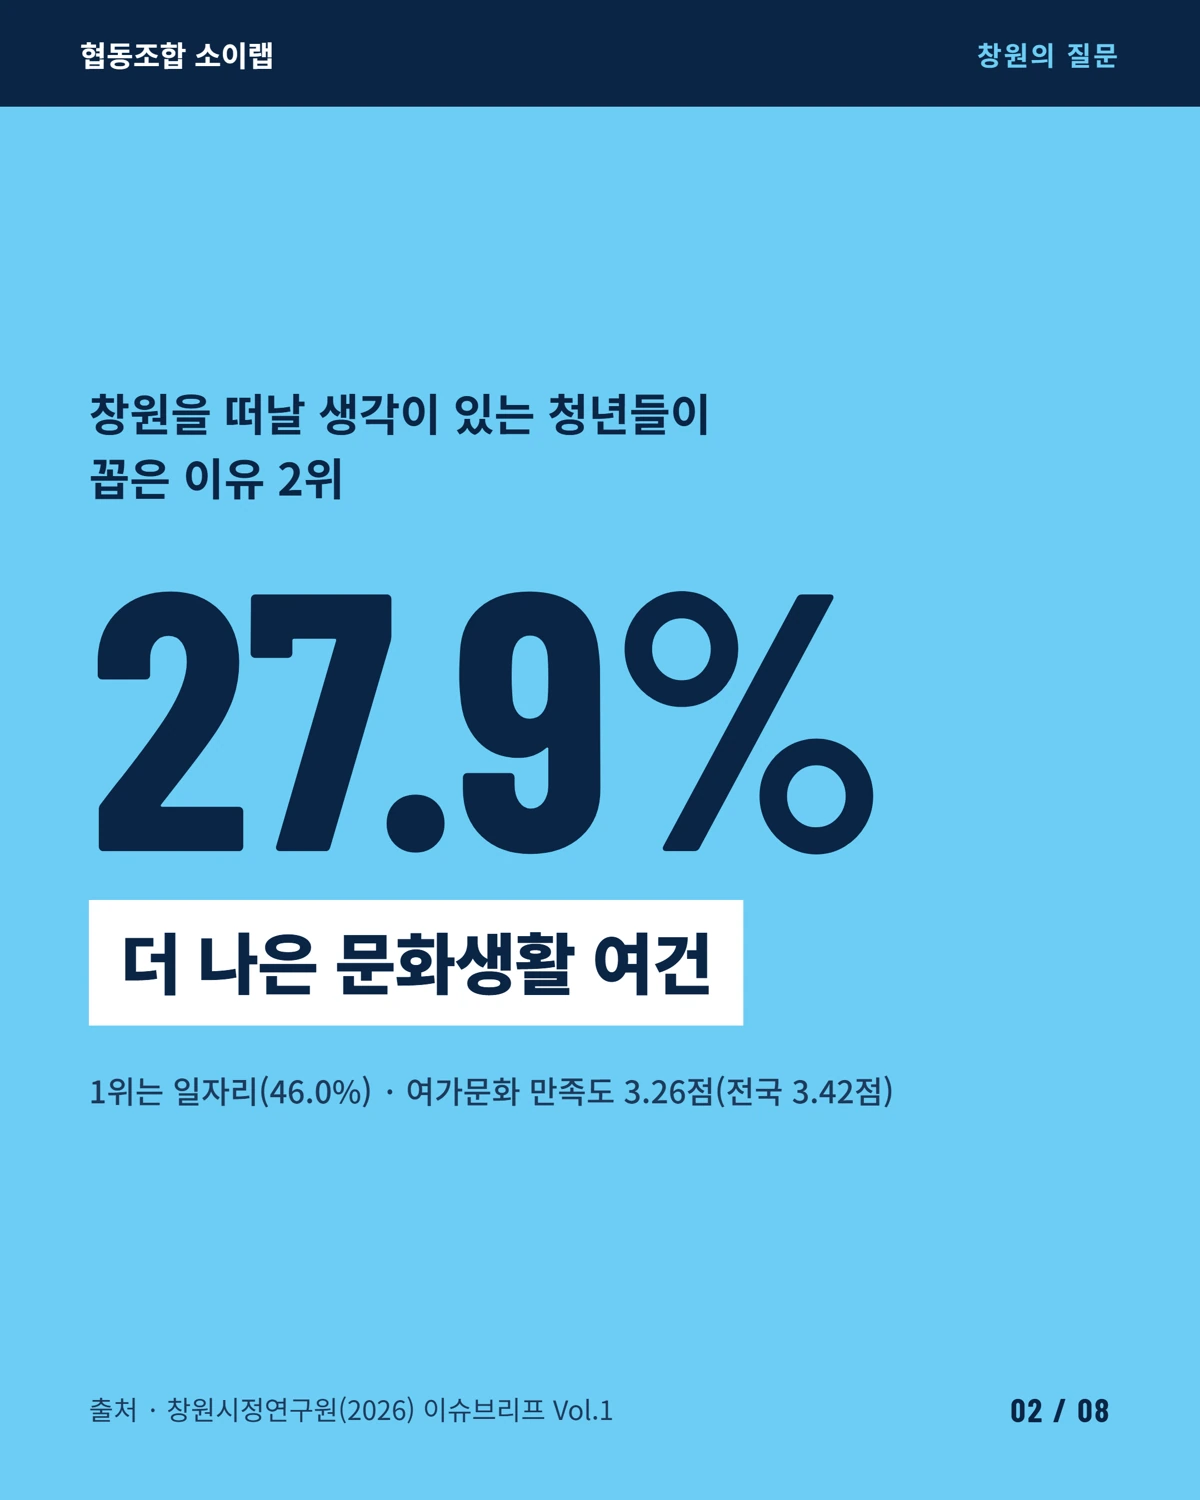 협동조합 소이랩
창원의 질문
창원을 떠날 생각이 있는 청년들이
꼽은 이유 2위
27.9%
더 나은 문화생활 여건
1위는 일자리(46.0%) · 여가문화 만족도 3.26점(전국 3.42점)
출처 · 창원시정연구원(2026) 이슈브리프 Vol.1
02 / 08